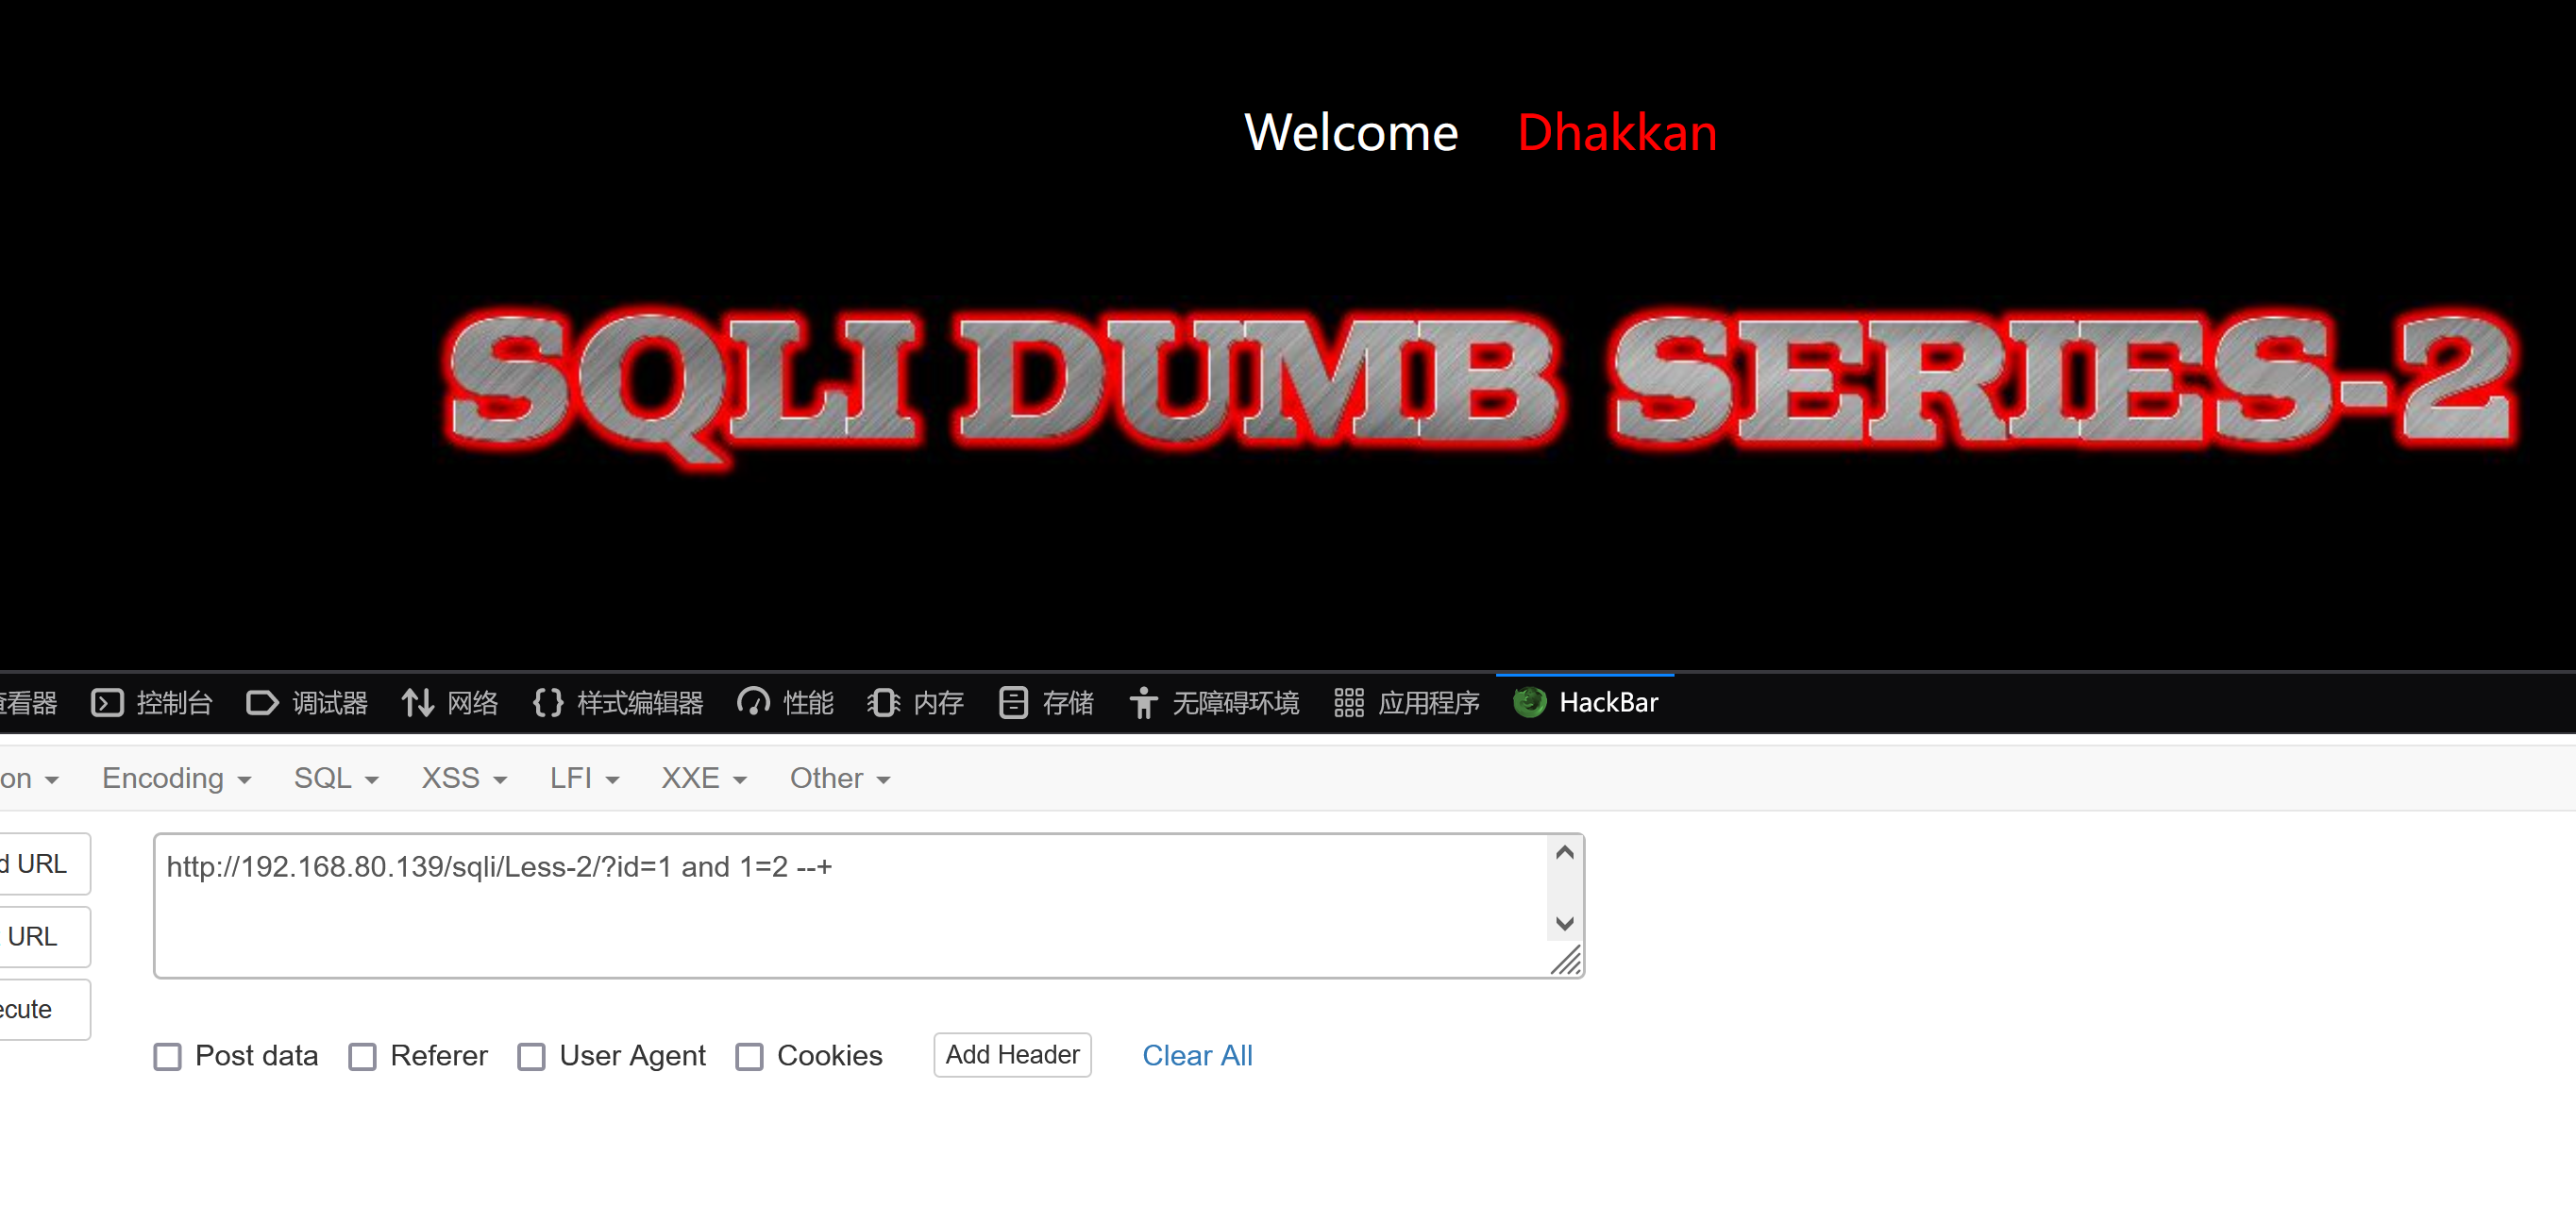 Welcome Dhakkan
SQLI DUMB SERIES-2
查看器 控制台 调试器 网络 样式编辑器 性能 内存 存储 无障碍环境 应用程序 HackBar
on Encoding SQL XSS LFI XXE Other
d URL
http://192.168.80.139/sqli/Less-2/?id=1 and 1=2 --+
URL
ecute
Post data Referer User Agent Cookies Add Header Clear All